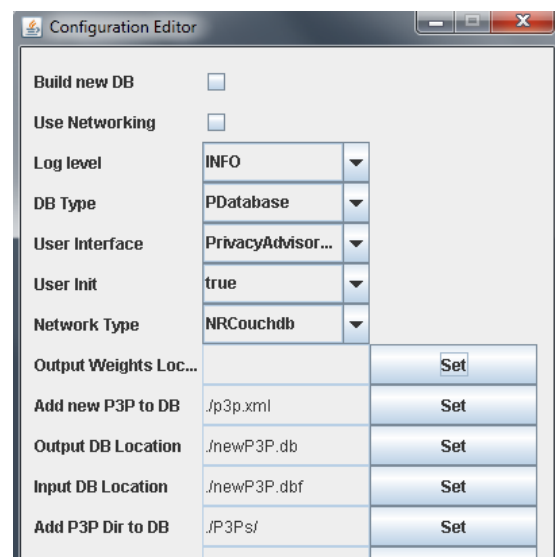 Configuration Editor
Build new DB
Use Networking
Log level INFO
DB Type PDatabase
User Interface PrivacyAdvisor...
User Init true
Network Type NRCouchdb
Output Weights Loc... Set
Add new P3P to DB ./p3p.xml Set
Output DB Location ./newP3P.db Set
Input DB Location ./newP3P.dbf Set
Add P3P Dir to DB ./P3Ps/ Set